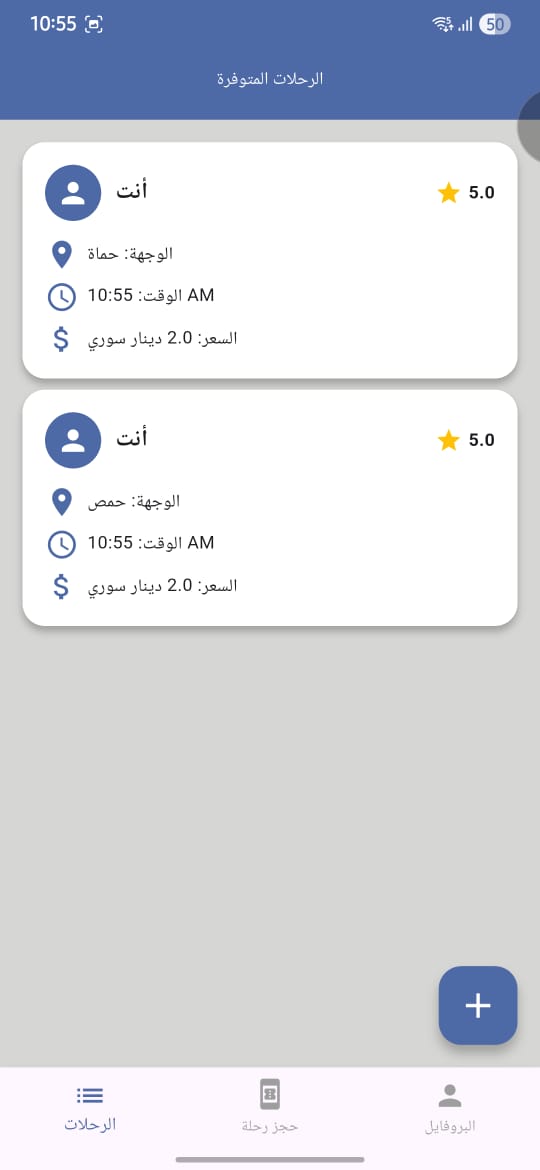 10:55
50
الرحلات المتوفرة
أنت
5.0
الوجهة: حماة
الوقت: 10:55 AM
السعر: 2.0 دينار سوري
أنت
5.0
الوجهة: حمص
الوقت: 10:55 AM
السعر: 2.0 دينار سوري
الرحلات
حجز رحلة
البروفايل